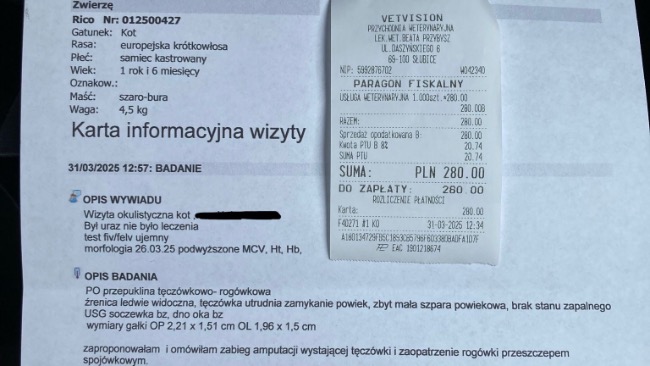 Zwierzę
Rico Nr: 012500427
Gatunek: Kot
Rasa: europejska krótkowłosa
Płeć: samiec kastrowany
Wiek: 1 rok i 6 miesięcy
Oznakow.:
Maść: szaro-bura
Waga: 4,5 kg
Karta informacyjna wizyty
31/03/2025 12:57: BADANIE
OPIS WYWIADU
Wizyta okulistyczna kot
Był uraz nie było leczenia
test fiv/felv ujemny
morfologia 26.03.25 podwyższone MCV, Ht, Hb,
OPIS BADANIA
PO przepuklina tęczówkowo- rogówkowa
źrenica ledwie widoczna, tęczówka utrudnia zamykanie powiek, zbyt mała szpara powiekowa, brak stanu zapalnego
USG soczewka bz, dno oka bz
wymiary gałki OP 2,21 x 1,51 cm OL 1,96 x 1,5 cm
zaproponowałam i omówiłam zabieg amputacji wystającej tęczówki i zaopatrzenie rogówki przeszczepem
spojówkowym.
VETVISION
PRZYCHODNIA WETERYNARYJNA
LEK.WET.BEATA PRZYBYSZ
UL.DASZYŃSKIEGO 6
69-100 SŁUBICE
NIP: 5992876702 W042340
PARAGON FISKALNY
USŁUGA WETERYNARYJNA 1.000szt.*280.00
280.00B
RAZEM: 280.00
Sprzedaż opodatkowana B: 280.00
Kwota PTU B 8% 20.74
SUMA PTU 20.74
SUMA: PLN 280.00
DO ZAPŁATY: 280.00
ROZLICZENIE PŁATNOŚCI
Karta: 280.00
F40271 #1 KO 31-03-2025 12:34
EAC 1901218674